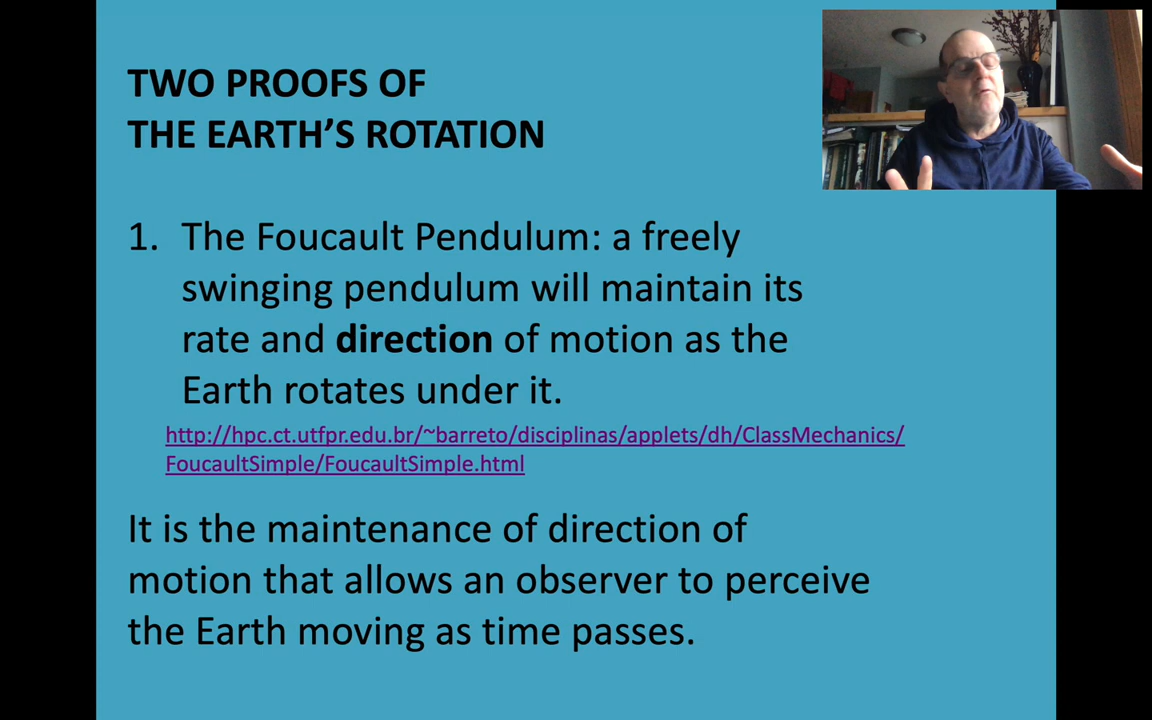 TWO PROOFS OF
THE EARTH’S ROTATION
1. The Foucault Pendulum: a freely
swinging pendulum will maintain its
rate and direction of motion as the
Earth rotates under it.
http://hpc.ct.utfpr.edu.br/~barreto/disciplinas/applets/dh/ClassMechanics/
FoucaultSimple/FoucaultSimple.html
It is the maintenance of direction of
motion that allows an observer to perceive
the Earth moving as time passes.